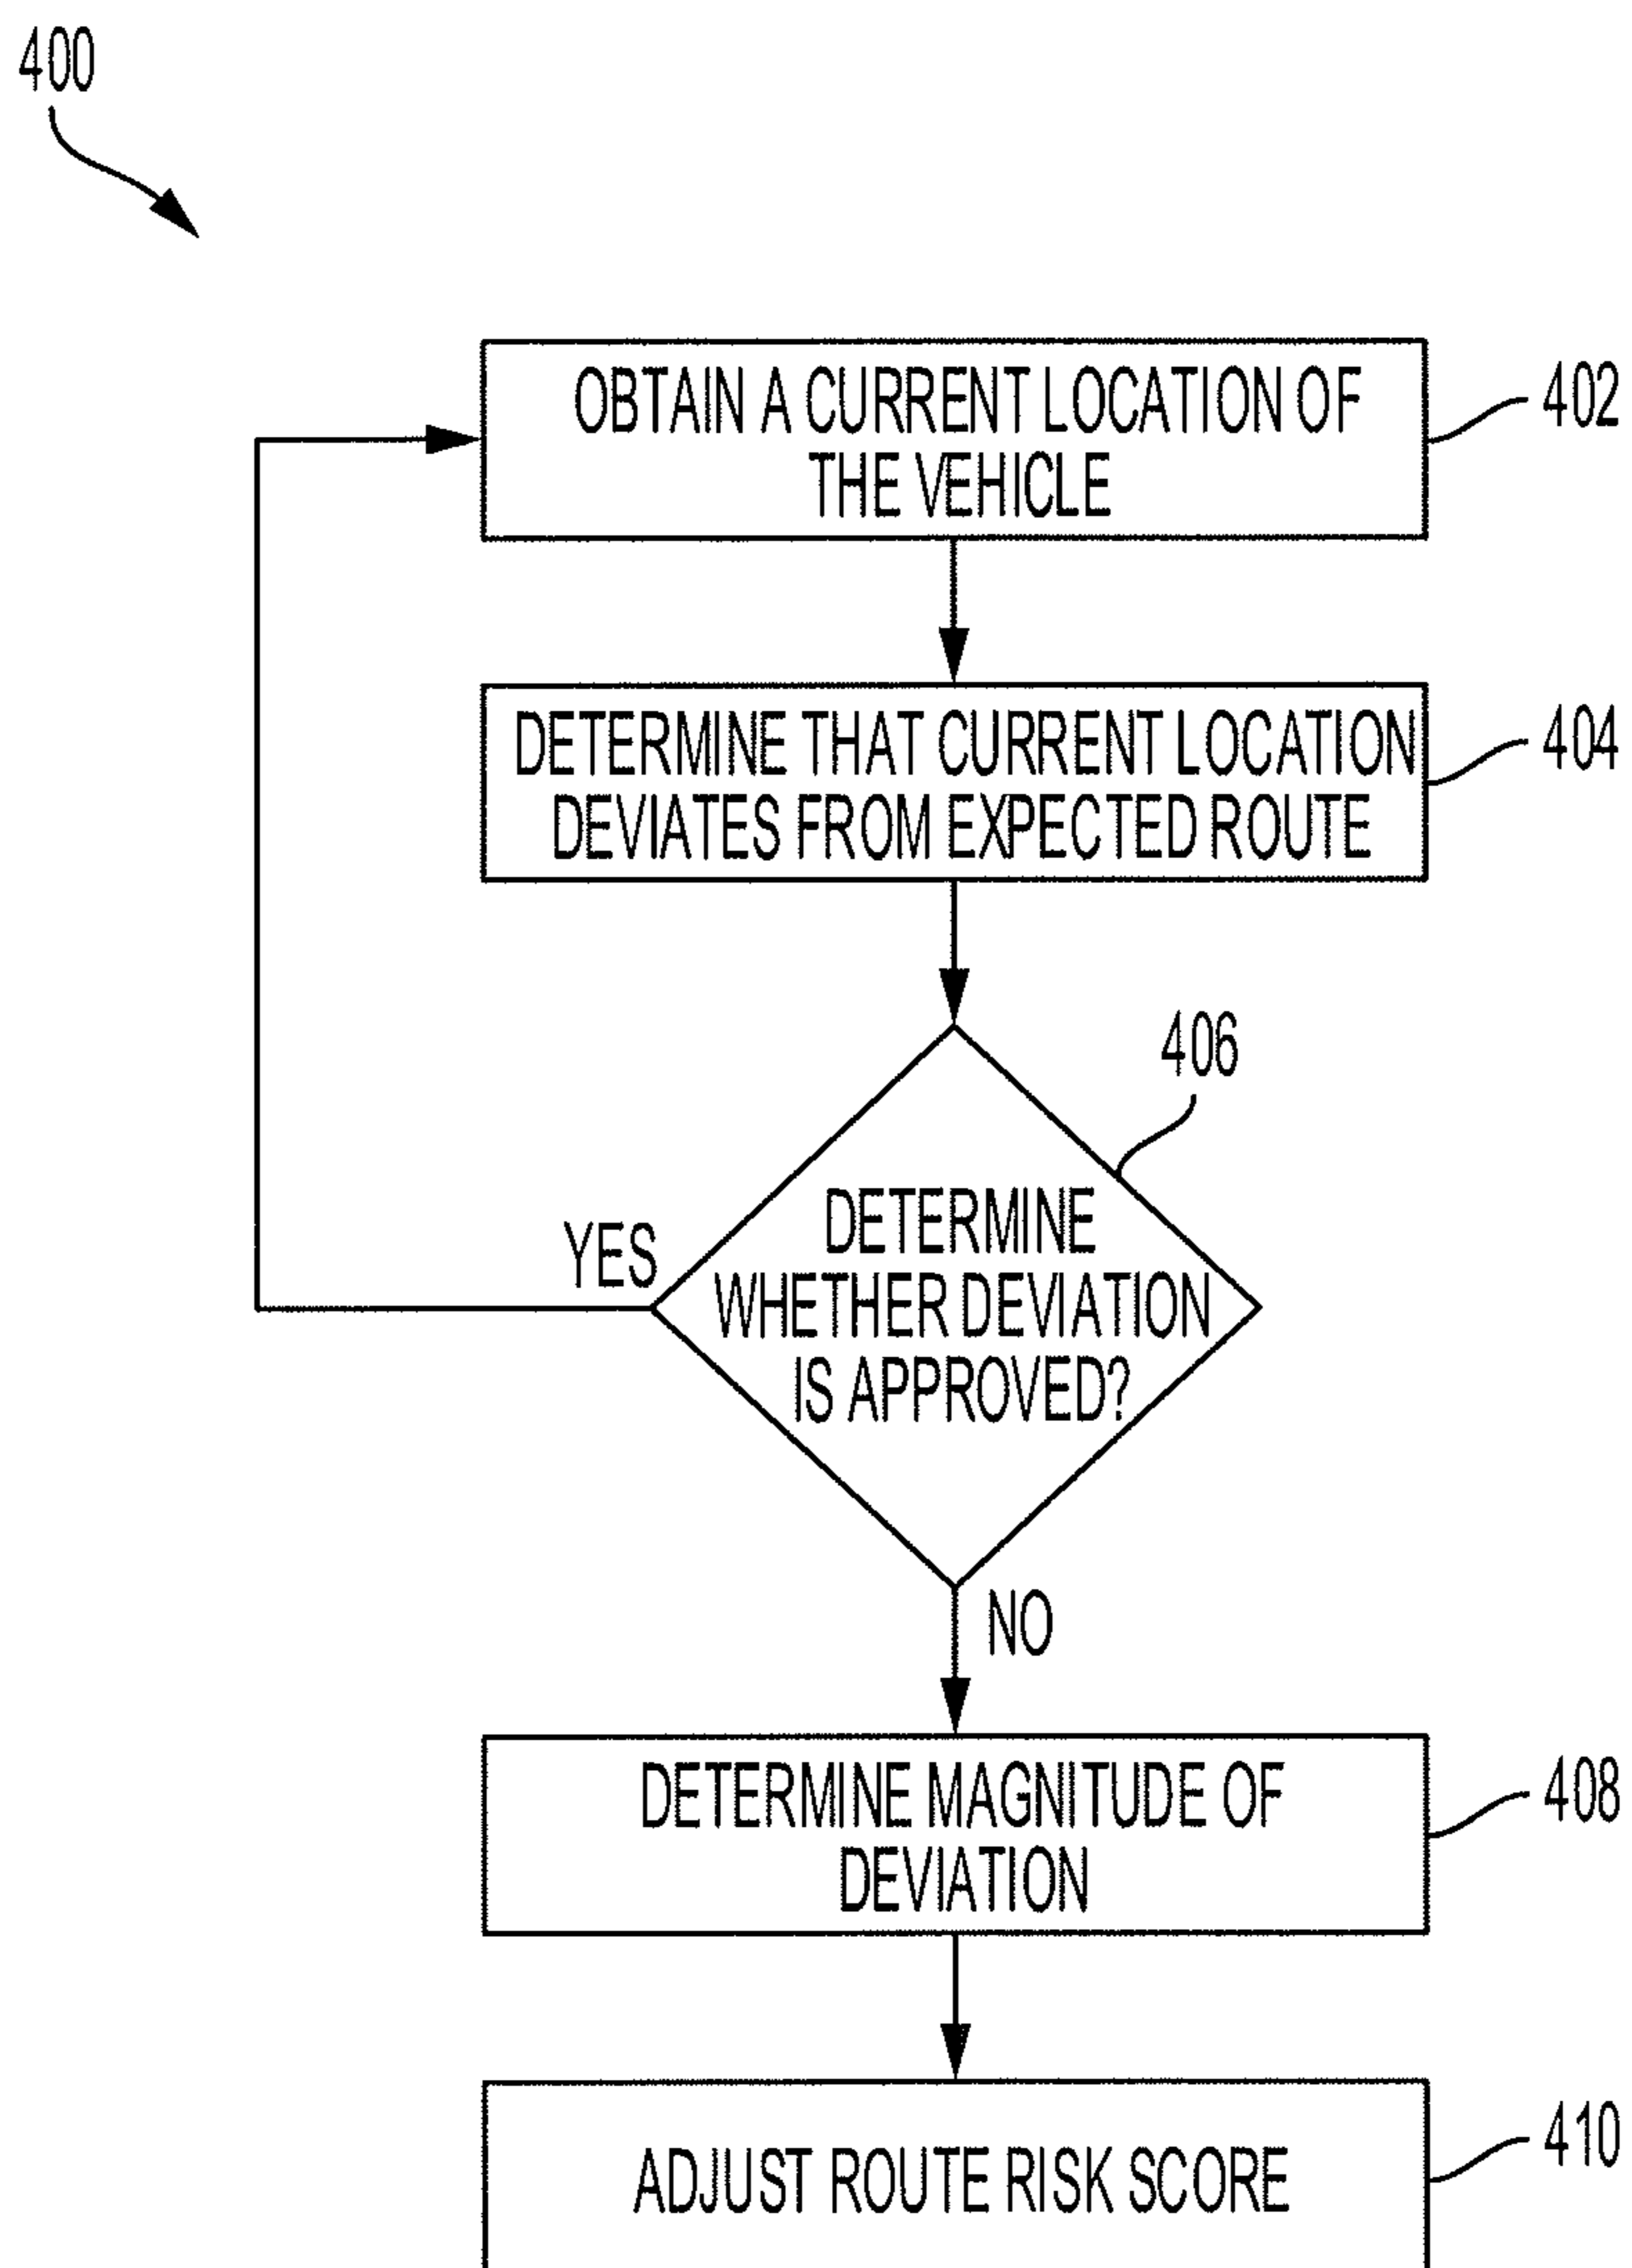 400
OBTAIN A CURRENT LOCATION OF
THE VEHICLE
402
DETERMINE THAT CURRENT LOCATION
DEVIATES FROM EXPECTED ROUTE
404
406
DETERMINE
WHETHER DEVIATION
IS APPROVED?
YES
NO
DETERMINE MAGNITUDE OF
DEVIATION
408
ADJUST ROUTE RISK SCORE
410